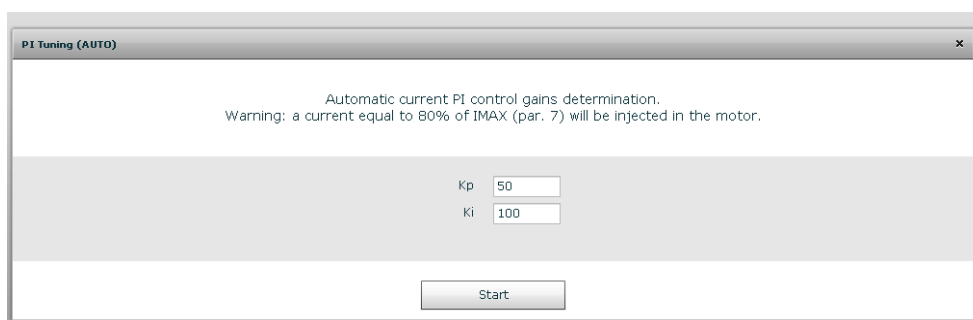 PI Tuning (AUTO) x
Automatic current PI control gains determination.
Warning: a current equal to 80% of IMAX (par. 7) will be injected in the motor.
Kp 50
Ki 100
Start